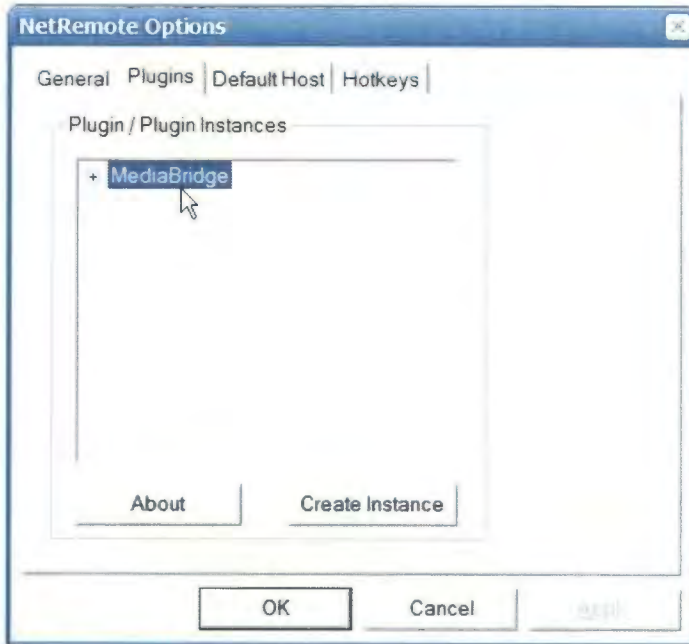 NetRemote Options
General Plugins Default Host Hotkeys
Plugin / Plugin Instances
+ MediaBridge
About Create Instance
OK Cancel